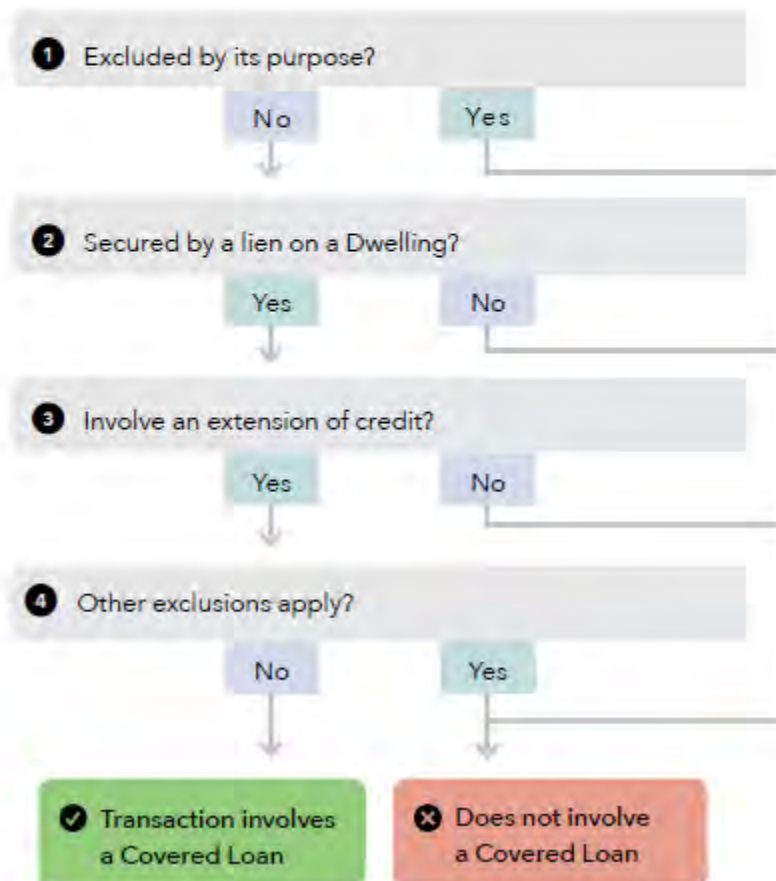 1 Excluded by its purpose?
No Yes
2 Secured by a lien on a Dwelling?
Yes No
3 Involve an extension of credit?
Yes No
4 Other exclusions apply?
No Yes
Transaction involves
a Covered Loan
Does not involve
a Covered Loan